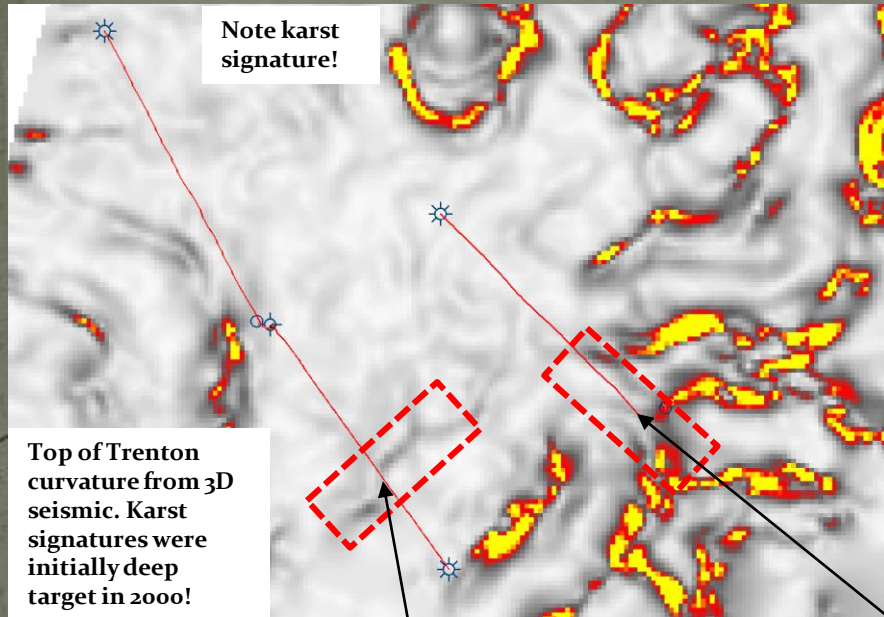 Note karst
signature!
Top of Trenton
curvature from 3D
seismic. Karst
signatures were
initially deep
target in 2000!